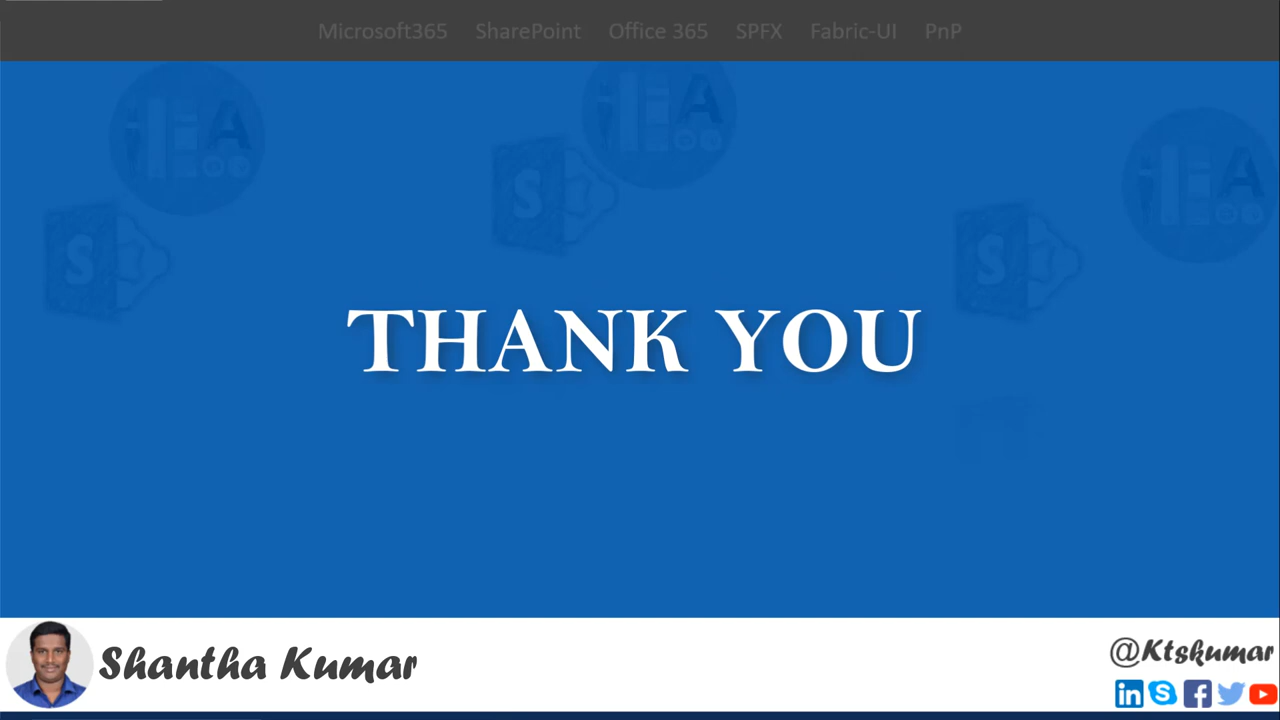 Microsoft365 SharePoint Office 365 SPFX Fabric-UI PnP
THANK YOU
Shantha Kumar
@Ktskumar